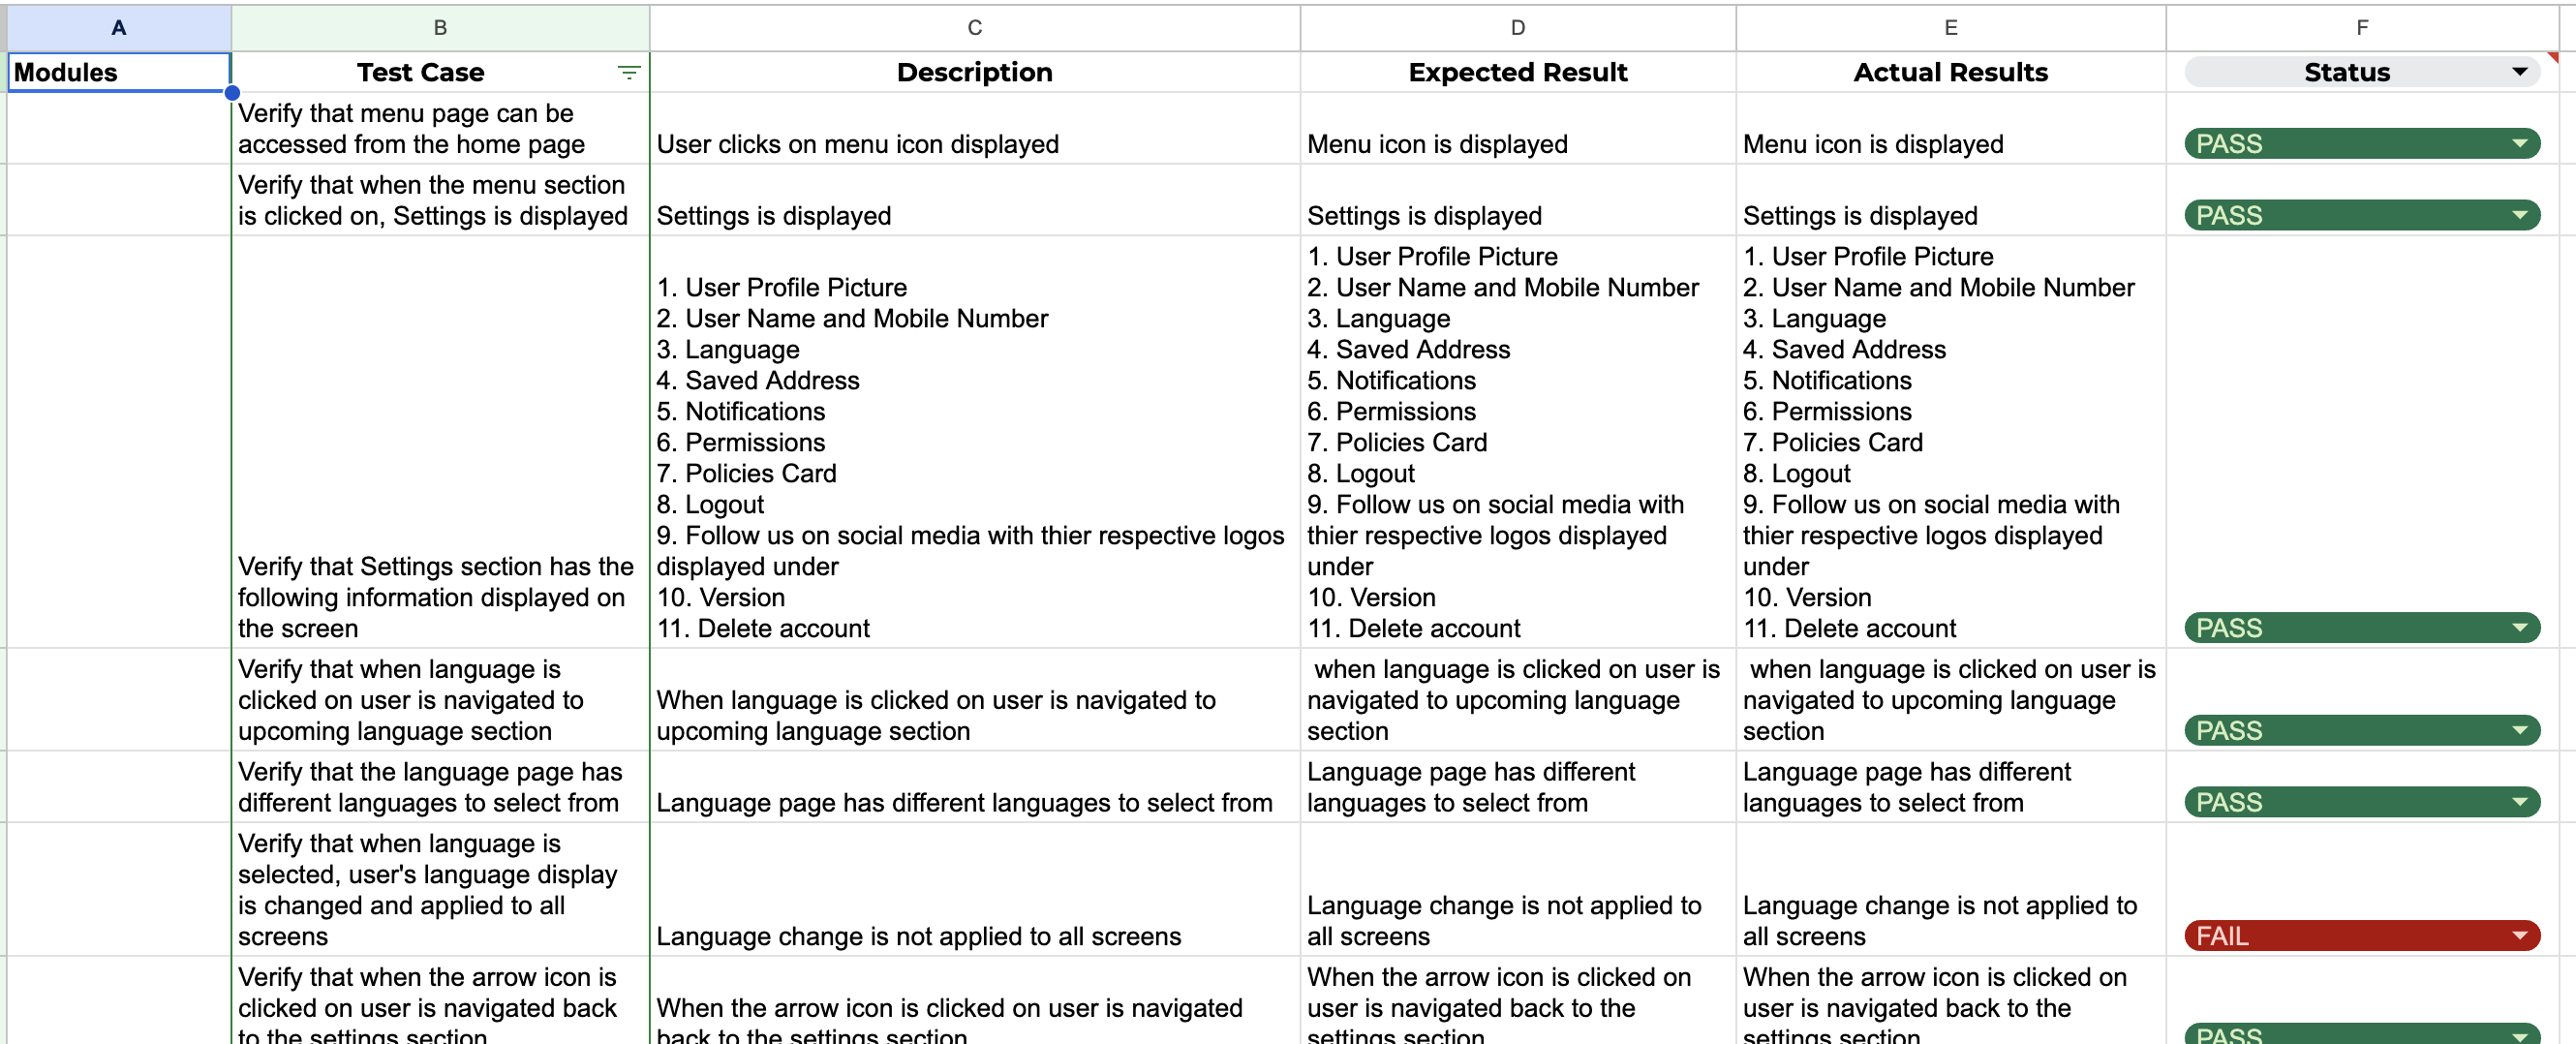 A
B
C
D
E
F
Modules
Test Case
Description
Expected Result
Actual Results
Status
Verify that menu page can be
accessed from the home page
User clicks on menu icon displayed
Menu icon is displayed
Menu icon is displayed
PASS
Verify that when the menu section
is clicked on, Settings is displayed
Settings is displayed
Settings is displayed
Settings is displayed
PASS
Verify that Settings section has the
following information displayed on
the screen
1. User Profile Picture
2. User Name and Mobile Number
3. Language
4. Saved Address
5. Notifications
6. Permissions
7. Policies Card
8. Logout
9. Follow us on social media with thier respective logos
displayed under
10. Version
11. Delete account
1. User Profile Picture
2. User Name and Mobile Number
3. Language
4. Saved Address
5. Notifications
6. Permissions
7. Policies Card
8. Logout
9. Follow us on social media with
thier respective logos displayed
under
10. Version
11. Delete account
1. User Profile Picture
2. User Name and Mobile Number
3. Language
4. Saved Address
5. Notifications
6. Permissions
7. Policies Card
8. Logout
9. Follow us on social media with
thier respective logos displayed
under
10. Version
11. Delete account
PASS
Verify that when language is
clicked on user is navigated to
upcoming language section
When language is clicked on user is navigated to
upcoming language section
when language is clicked on user is
navigated to upcoming language
section
when language is clicked on user is
navigated to upcoming language
section
PASS
Verify that the language page has
different languages to select from
Language page has different languages to select from
Language page has different
languages to select from
Language page has different
languages to select from
PASS
Verify that when language is
selected, user's language display
is changed and applied to all
screens
Language change is not applied to all screens
Language change is not applied to
all screens
Language change is not applied to
all screens
FAIL
Verify that when the arrow icon is
clicked on user is navigated back
to the settings section
When the arrow icon is clicked on user is navigated
back to the settings section
When the arrow icon is clicked on
user is navigated back to the
settings section
When the arrow icon is clicked on
user is navigated back to the
settings section
PASS